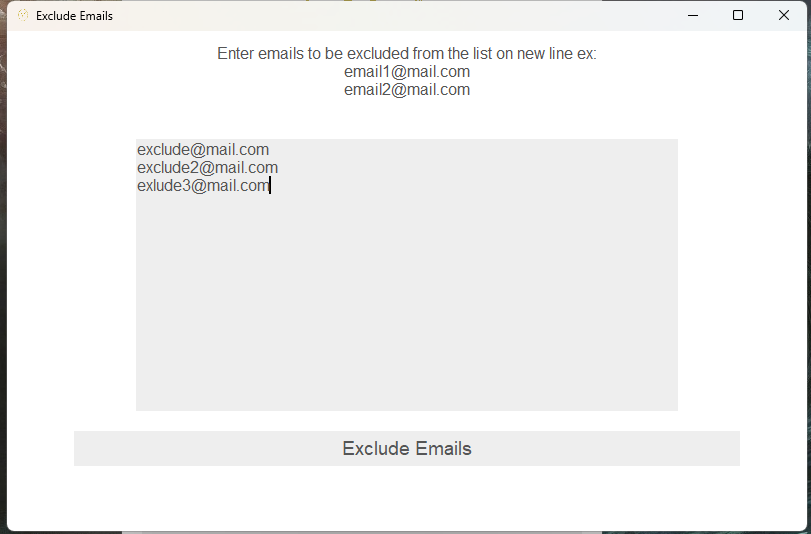 Exclude Emails
Enter emails to be excluded from the list on new line ex:
email1@mail.com
email2@mail.com
exclude@mail.com
exclude2@mail.com
exlude3@mail.com
Exclude Emails